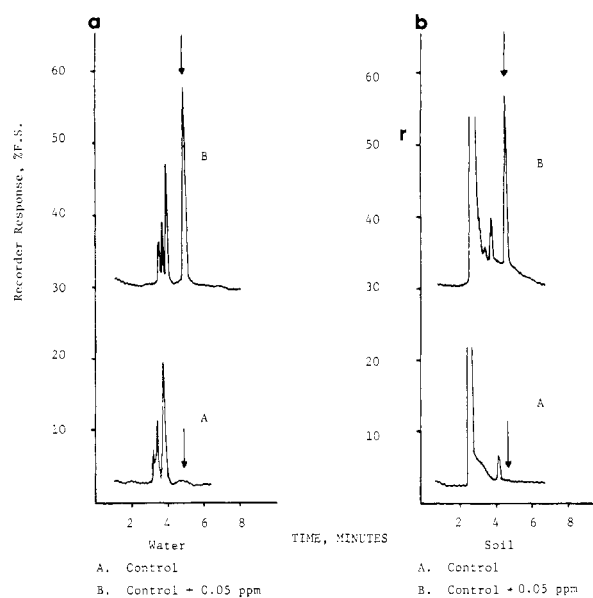 a
b
60
50
40
30
20
10
B
A
2 4 6 8
Water
A. Control
B. Control + 0.05 ppm
Recorder Response, %F.S.
TIME, MINUTES
r
60
50
40
30
20
10
B
A
2 4 6 8
Soil
A. Control
B. Control + 0.05 ppm